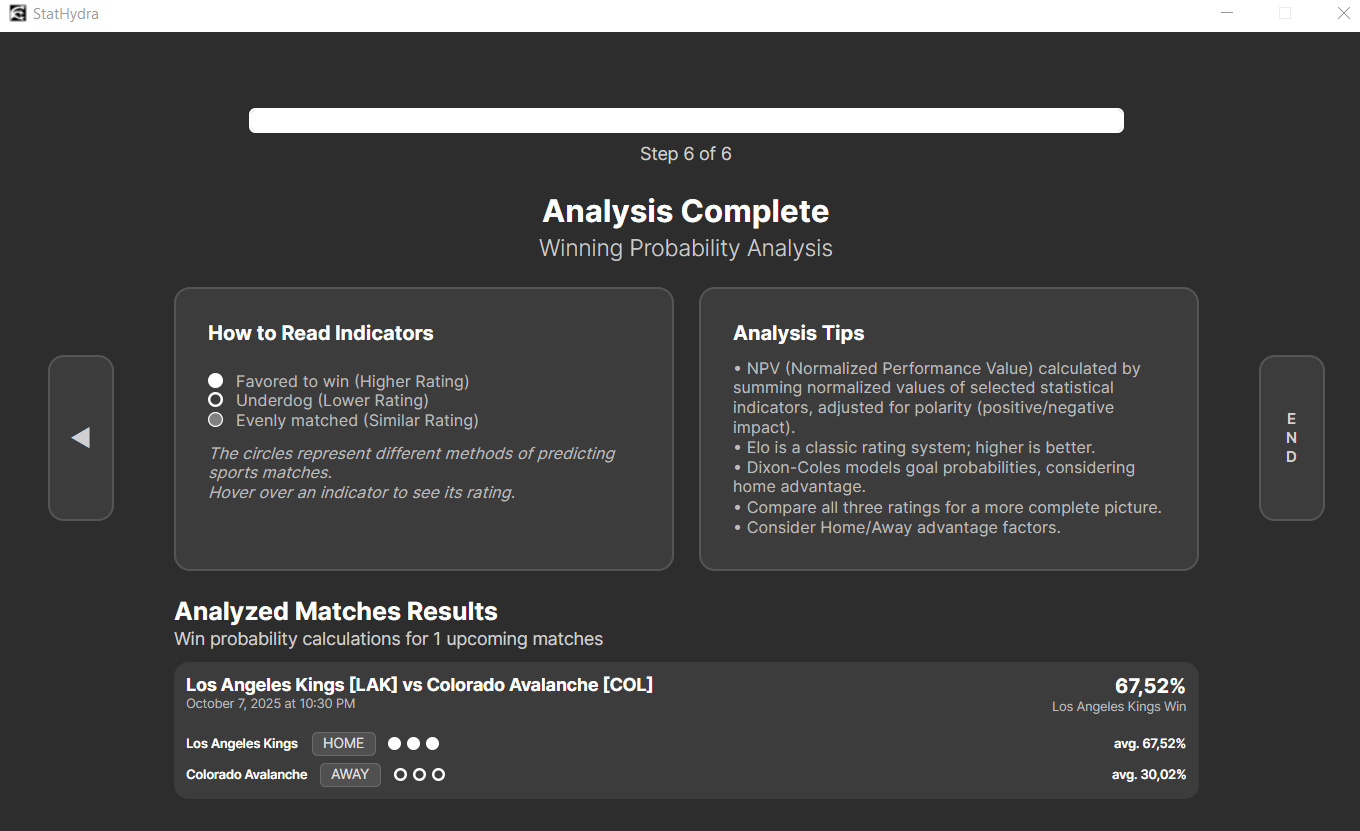 StatHydra
Step 6 of 6
Analysis Complete
Winning Probability Analysis
How to Read Indicators
Favored to win (Higher Rating)
Underdog (Lower Rating)
Evenly matched (Similar Rating)
The circles represent different methods of predicting
sports matches.
Hover over an indicator to see its rating.
Analysis Tips
• NPV (Normalized Performance Value) calculated by
summing normalized values of selected statistical
indicators, adjusted for polarity (positive/negative
impact).
• Elo is a classic rating system; higher is better.
• Dixon-Coles models goal probabilities, considering
home advantage.
• Compare all three ratings for a more complete picture.
• Consider Home/Away advantage factors.
E
N
D
Analyzed Matches Results
Win probability calculations for 1 upcoming matches
Los Angeles Kings [LAK] vs Colorado Avalanche [COL]
67,52%
October 7, 2025 at 10:30 PM
Los Angeles Kings Win
Los Angeles Kings HOME avg. 67,52%
Colorado Avalanche AWAY avg. 30,02%